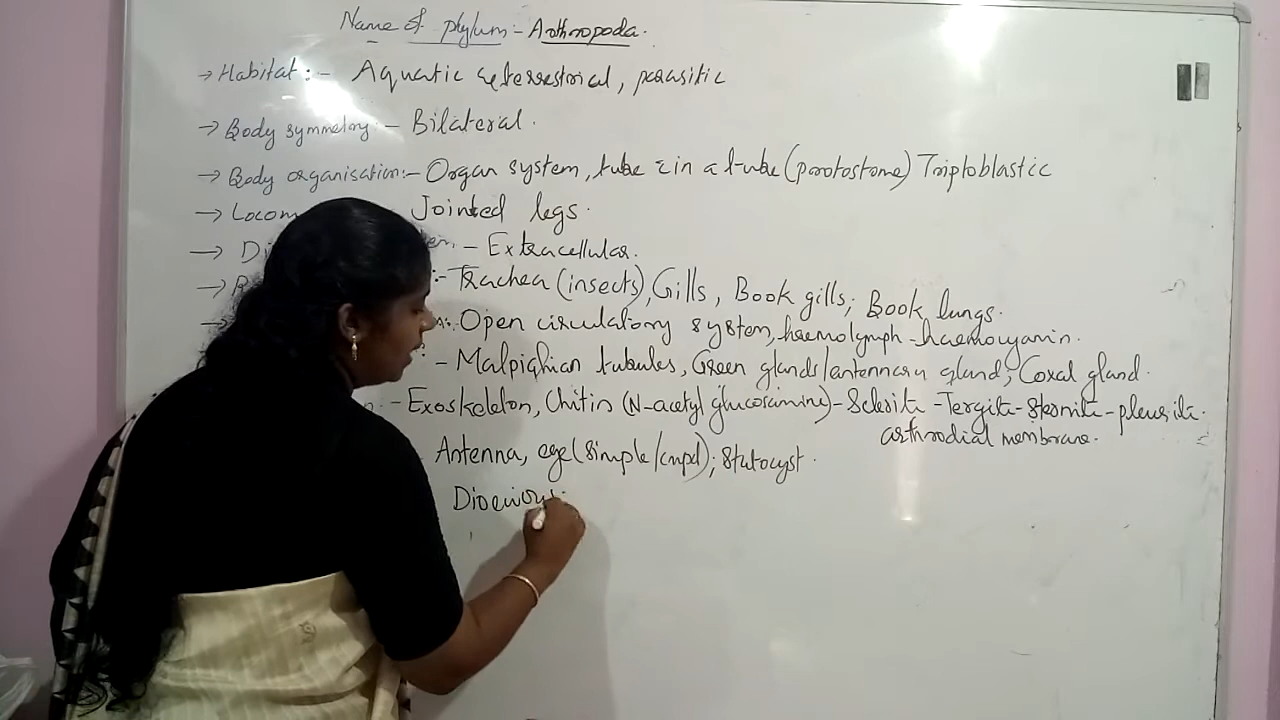 Name of phylum - Arthropoda.
→ Habitat :- Aquatic & terrestrial, parasitic
→ Body symmetry - Bilateral.
→ Body organisation :- Organ system, tube in a tube (protostome) Triploblastic
→ Locom Jointed legs.
→ Di em. - Extracellular.
→ R :- Trachea (insects), Gills, Book gills; Book lungs.
→ n:. Open circulatory system, haemolymph - haemocyanin.
- Malpighian tubules, Green glands/antennary gland; Coxal gland.
n. - Exoskeleton, Chitin (N-acetyl glucosamine) - Sclerite - Tergite - Sternite - pleurite.
arthrodial membrane.
Antenna, eye (simple/cmpd); statocyst.
Dioecious